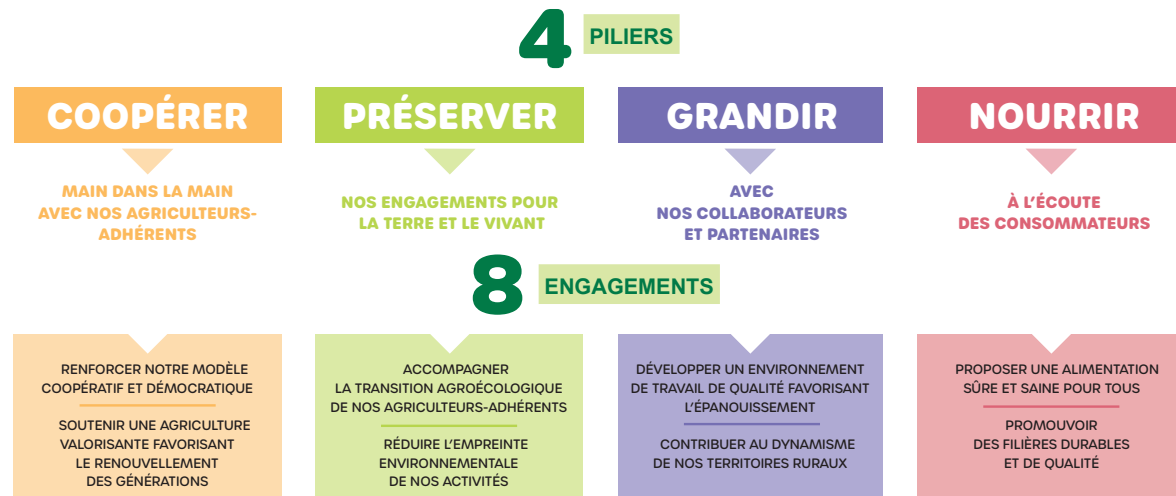 4 PILIERS
COOPÉRER
MAIN DANS LA MAIN
AVEC NOS AGRICULTEURS-
ADHÉRENTS
PRÉSERVER
NOS ENGAGEMENTS POUR
LA TERRE ET LE VIVANT
GRANDIR
AVEC
NOS COLLABORATEURS
ET PARTENAIRES
NOURRIR
À L’ÉCOUTE
DES CONSOMMATEURS
8 ENGAGEMENTS
RENFORCER NOTRE MODÈLE
COOPÉRATIF ET DÉMOCRATIQUE
SOUTENIR UNE AGRICULTURE
VALORISANTE FAVORISANT
LE RENOUVELLEMENT
DES GÉNÉRATIONS
ACCOMPAGNER
LA TRANSITION AGROÉCOLOGIQUE
DE NOS AGRICULTEURS-ADHÉRENTS
RÉDUIRE L’EMPREINTE
ENVIRONNEMENTALE
DE NOS ACTIVITÉS
DÉVELOPPER UN ENVIRONNEMENT
DE TRAVAIL DE QUALITÉ FAVORISANT
L’ÉPANOUISSEMENT
CONTRIBUER AU DYNAMISME
DE NOS TERRITOIRES RURAUX
PROPOSER UNE ALIMENTATION
SÛRE ET SAINE POUR TOUS
PROMOUVOIR
DES FILIÈRES DURABLES
ET DE QUALITÉ